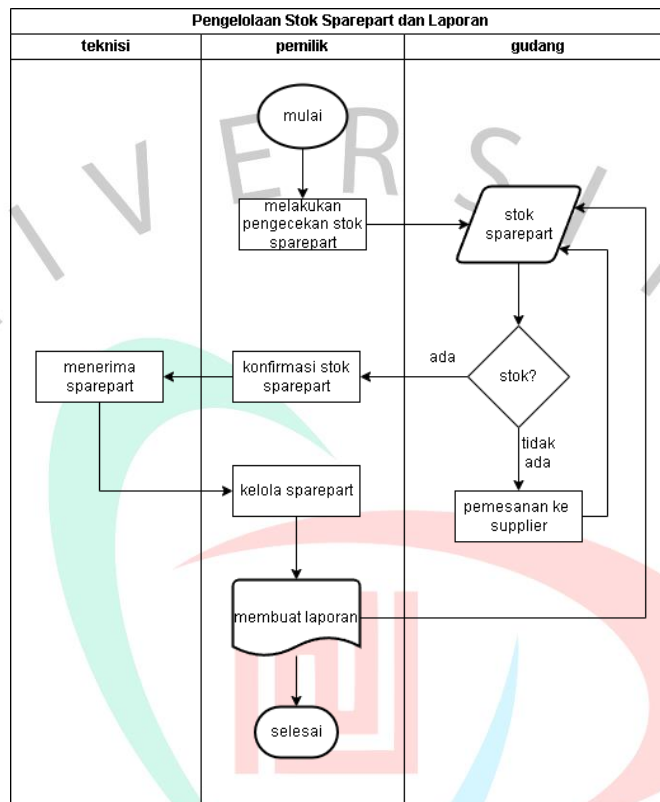 Pengelolaan Stok Sparepart dan Laporan
teknisi
pemilik
gudang
mulai
melakukan
pengecekan stok
sparepart
stok
sparepart
menerima
sparepart
konfirmasi stok
sparepart
ada
stok?
tidak
ada
kelola sparepart
pemesanan ke
supplier
membuat laporan
selesai
IVERSI